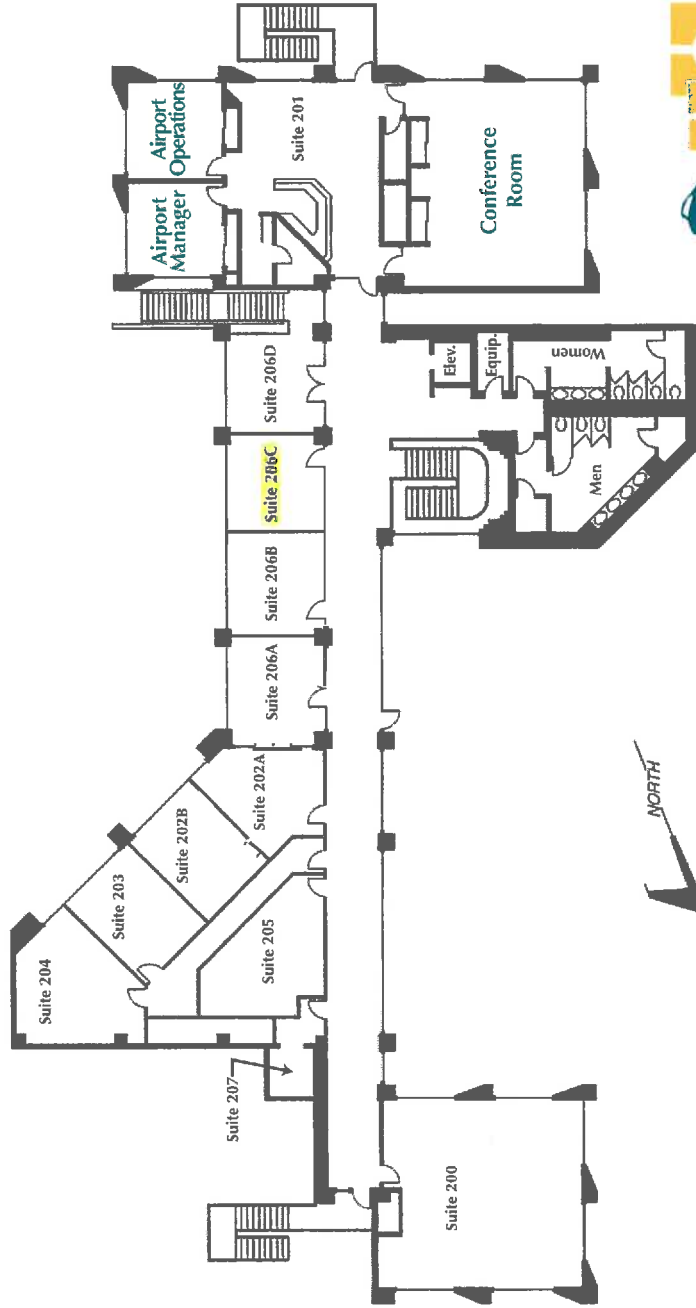 Airport
Manager
Airport
Operations
Suite 201
Conference
Room
Suite 206D
Suite 206C
Suite 206B
Suite 206A
Elev.
Equip.
Women
Men
Suite 202A
Suite 202B
Suite 203
Suite 204
Suite 205
Suite 207
Suite 200
NORTH